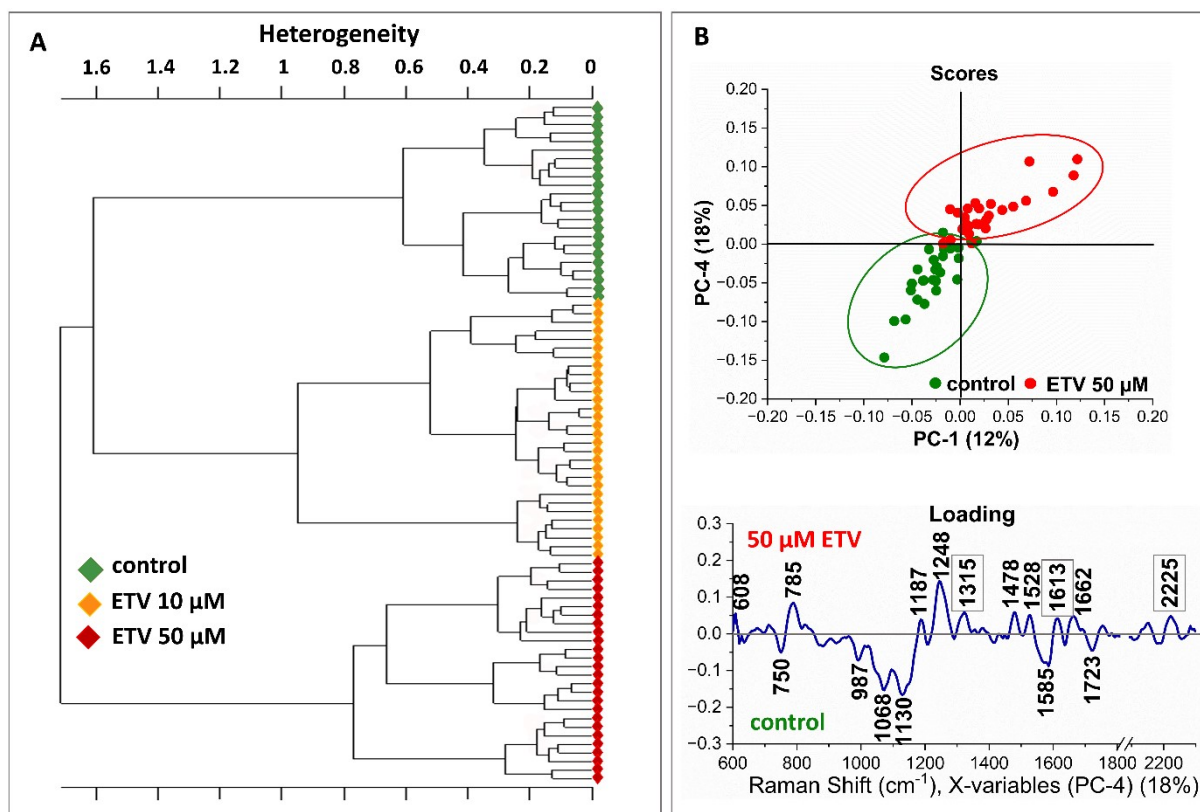 A
Heterogeneity
1.6 1.4 1.2 1 0.8 0.6 0.4 0.2 0
control
ETV 10 μM
ETV 50 μM
B
Scores
0.20
0.15
0.10
0.05
0.00
−0.05
−0.10
−0.15
−0.20
PC-4 (18%)
control ETV 50 μM
−0.20 −0.15 −0.10 −0.05 0.00 0.05 0.10 0.15 0.20
PC-1 (12%)
Loading
50 μM ETV
0.3
0.2
0.1
0.0
−0.1
−0.2
−0.3
608 785 1187 1248 1315 1478 1528 1613 1662 2225
750 987 1068 1130 1585 1723
control
600 800 1000 1200 1400 1600 1800 2200
Raman Shift (cm⁻¹), X-variables (PC-4) (18%)